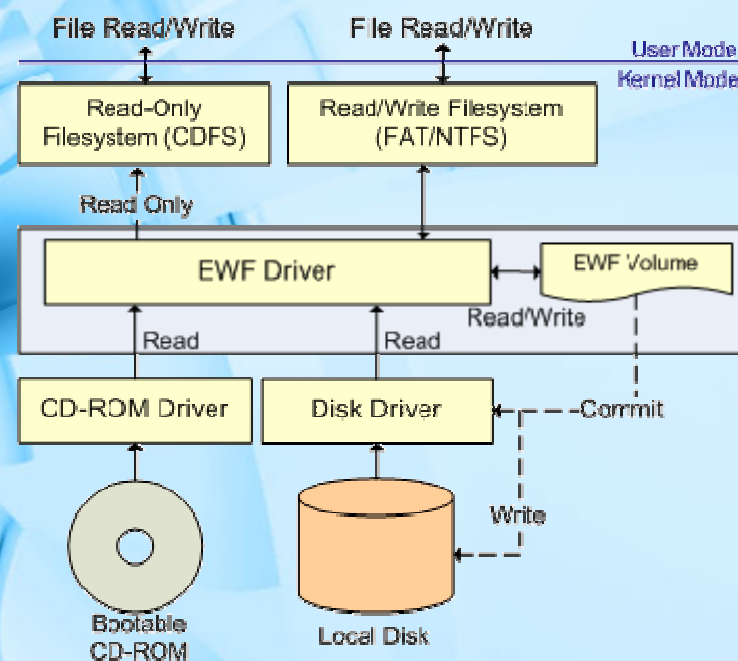 File Read/Write
File Read/Write
User Mode
Kernel Mode
Read-Only
Filesystem (CDFS)
Read/Write Filesystem
(FAT/NTFS)
Read Only
EWF Driver
EWF Volume
Read/Write
Read
Read
CD-ROM Driver
Disk Driver
Commit
Write
Bootable
CD-ROM
Local Disk